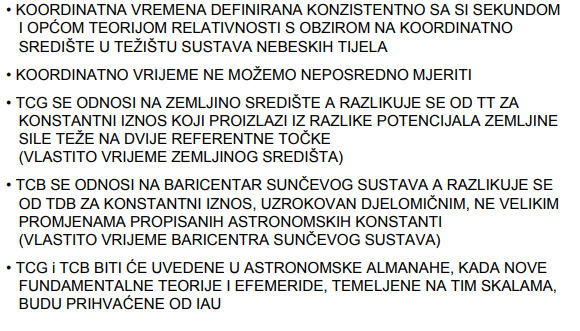 • KOORDINATNA VREMENA DEFINIRANA KONZISTENTNO SA SI SEKUNDOM
I OPĆOM TEORIJOM RELATIVNOSTI S OBZIROM NA KOORDINATNO
SREDIŠTE U TEŽIŠTU SUSTAVA NEBESKIH TIJELA
• KOORDINATNO VRIJEME NE MOŽEMO NEPOSREDNO MJERITI
• TCG SE ODNOSI NA ZEMLJINO SREDIŠTE A RAZLIKUJE SE OD TT ZA
KONSTANTNI IZNOS KOJI PROIZLAZI IZ RAZLIKE POTENCIJALA ZEMLJINE
SILE TEŽE NA DVIJE REFERENTNE TOČKE
(VLASTITO VRIJEME ZEMLJINOG SREDIŠTA)
• TCB SE ODNOSI NA BARICENTAR SUNČEVOG SUSTAVA A RAZLIKUJE SE
OD TDB ZA KONSTANTNI IZNOS, UZROKOVAN DJELOMIČNIM, NE VELIKIM
PROMJENAMA PROPISANIH ASTRONOMSKIH KONSTANTI
(VLASTITO VRIJEME BARICENTRA SUNČEVOG SUSTAVA)
• TCG i TCB BITI ĆE UVEDENE U ASTRONOMSKE ALMANAHE, KADA NOVE
FUNDAMENTALNE TEORIJE I EFEMERIDE, TEMELJENE NA TIM SKALAMA,
BUDU PRIHVAĆENE OD IAU